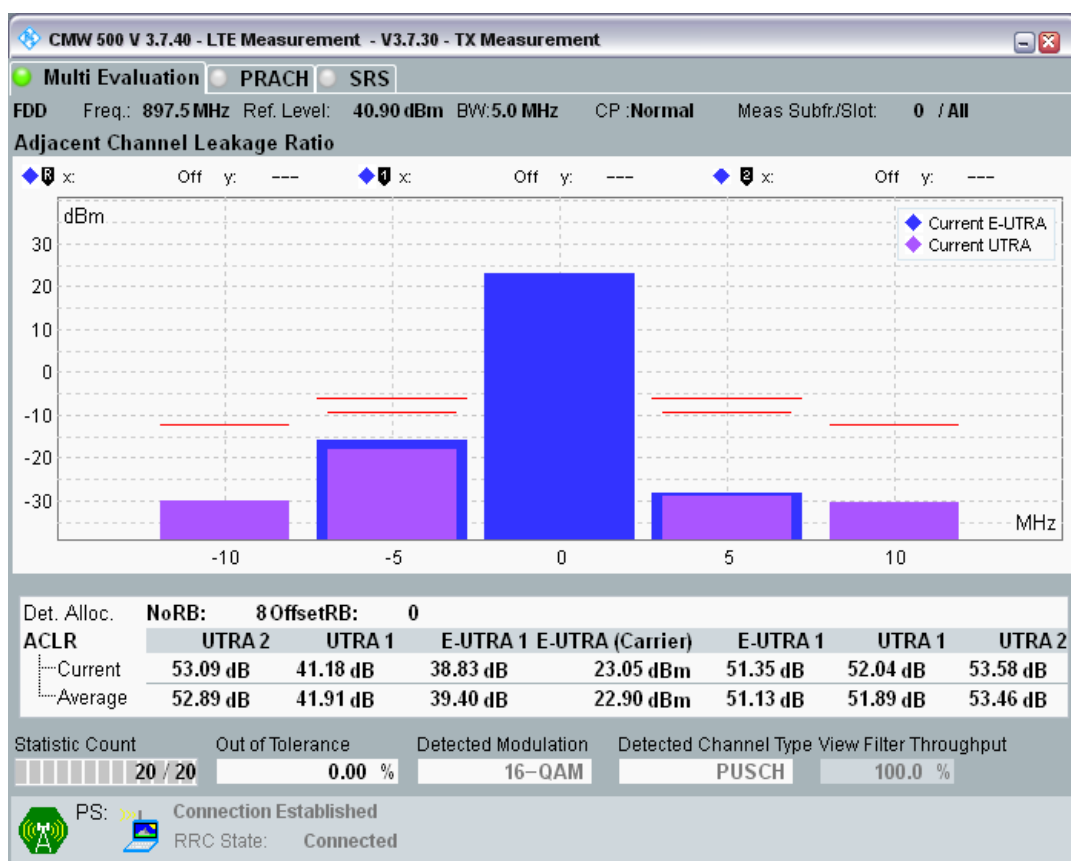 CMW 500 V 3.7.40 - LTE Measurement - V3.7.30 - TX Measurement
Multi Evaluation PRACH SRS
FDD Freq.: 897.5 MHz Ref. Level: 40.90 dBm BW:5.0 MHz CP :Normal Meas Subfr./Slot: 0 / All
Adjacent Channel Leakage Ratio
R x: Off y: --- 1 x: Off y: --- 2 x: Off y: ---
dBm
Current E-UTRA
Current UTRA
30
20
10
0
-10
-20
-30
MHz
-10 -5 0 5 10
Det. Alloc. NoRB: 8 OffsetRB: 0
ACLR UTRA 2 UTRA 1 E-UTRA 1 E-UTRA (Carrier) E-UTRA 1 UTRA 1 UTRA 2
Current 53.09 dB 41.18 dB 38.83 dB 23.05 dBm 51.35 dB 52.04 dB 53.58 dB
Average 52.89 dB 41.91 dB 39.40 dB 22.90 dBm 51.13 dB 51.89 dB 53.46 dB
Statistic Count Out of Tolerance Detected Modulation Detected Channel Type View Filter Throughput
20 / 20 0.00 % 16-QAM PUSCH 100.0 %
PS: Connection Established
RRC State: Connected